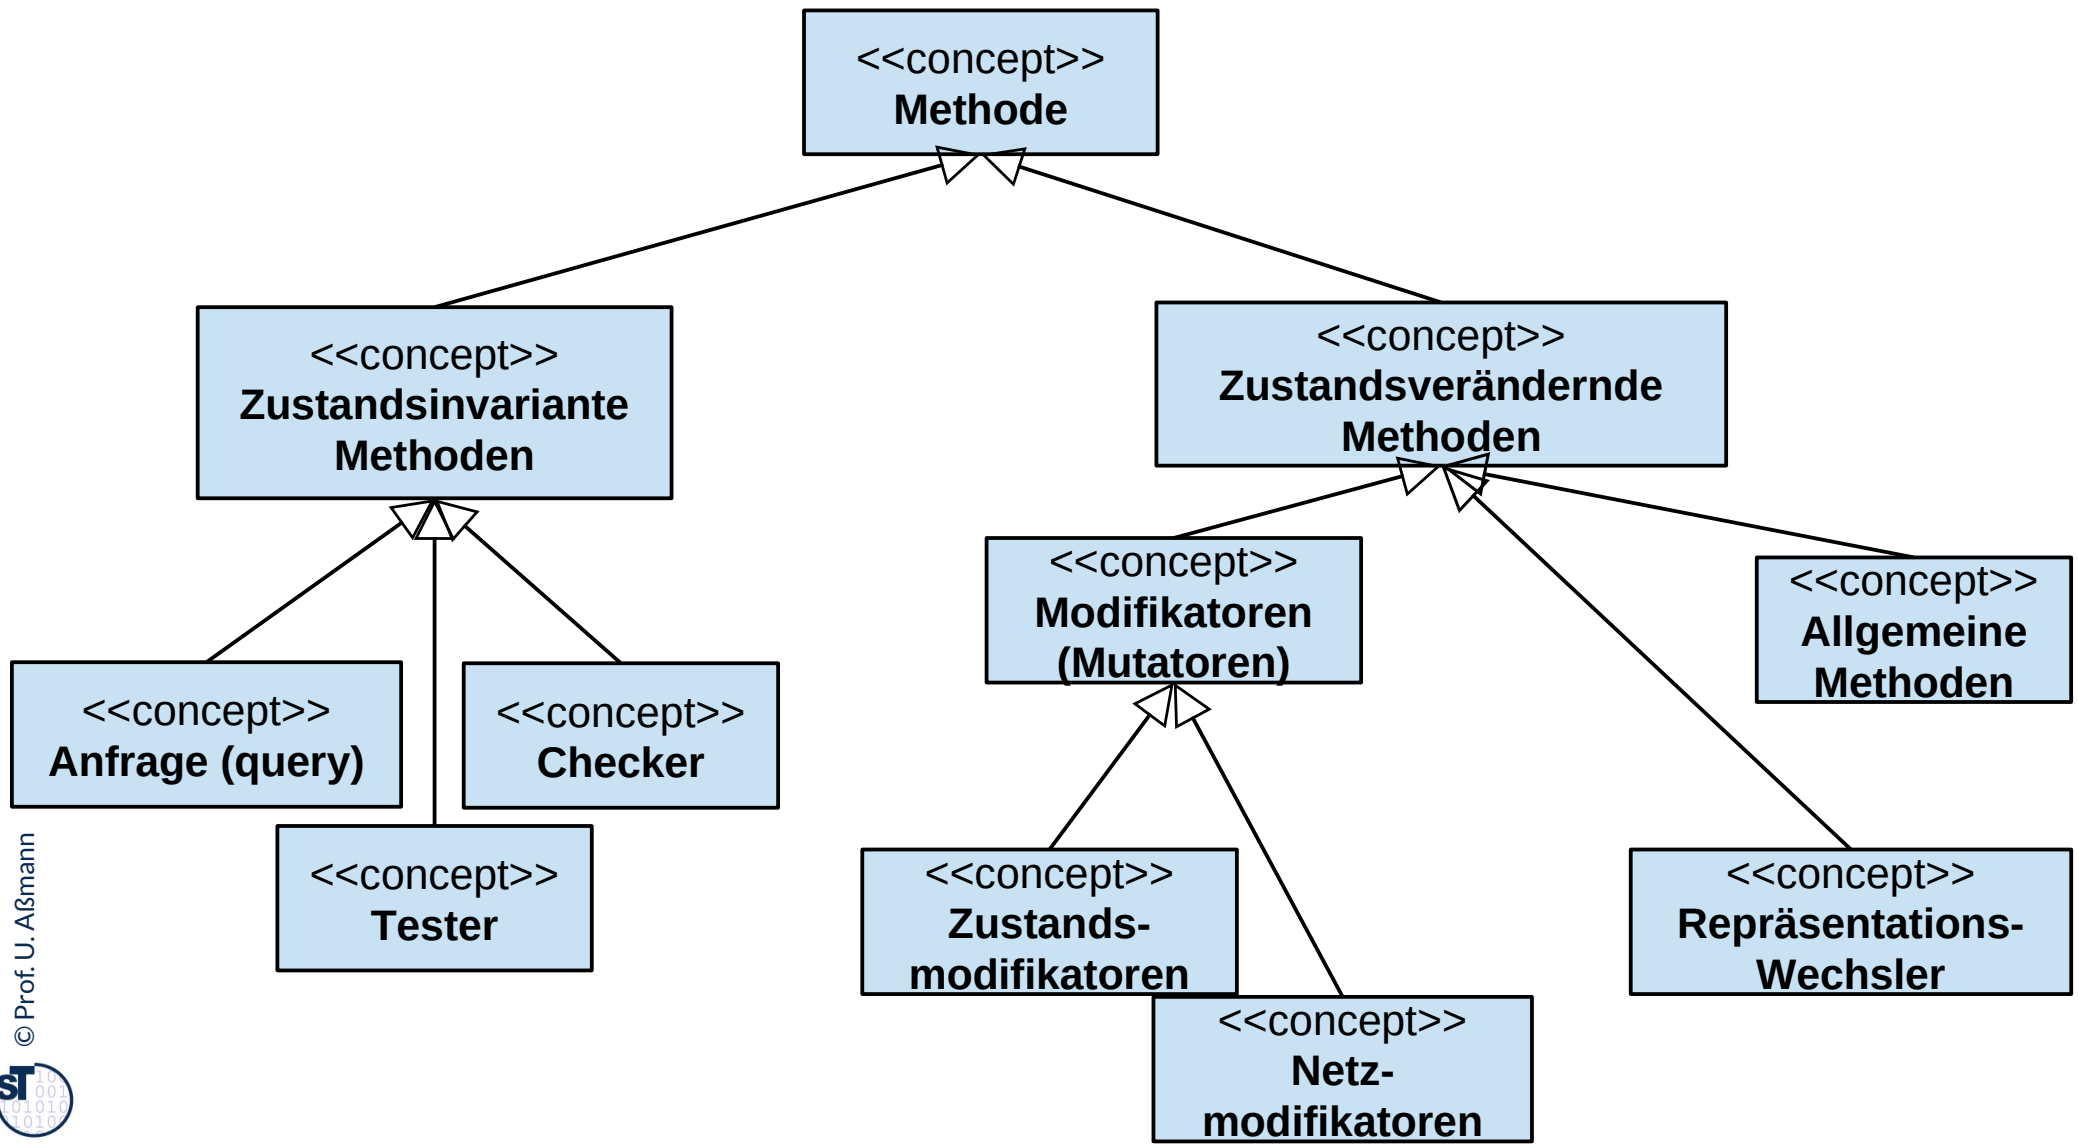 <<concept>>
Methode
<<concept>>
Zustandsinvariante
Methoden
<<concept>>
Zustandsverändernde
Methoden
<<concept>>
Anfrage (query)
<<concept>>
Checker
<<concept>>
Tester
<<concept>>
Modifikatoren
(Mutatoren)
<<concept>>
Allgemeine
Methoden
<<concept>>
Zustands-
modifikatoren
<<concept>>
Netz-
modifikatoren
<<concept>>
Repräsentations-
Wechsler
© Prof. U. Aßmann
ST